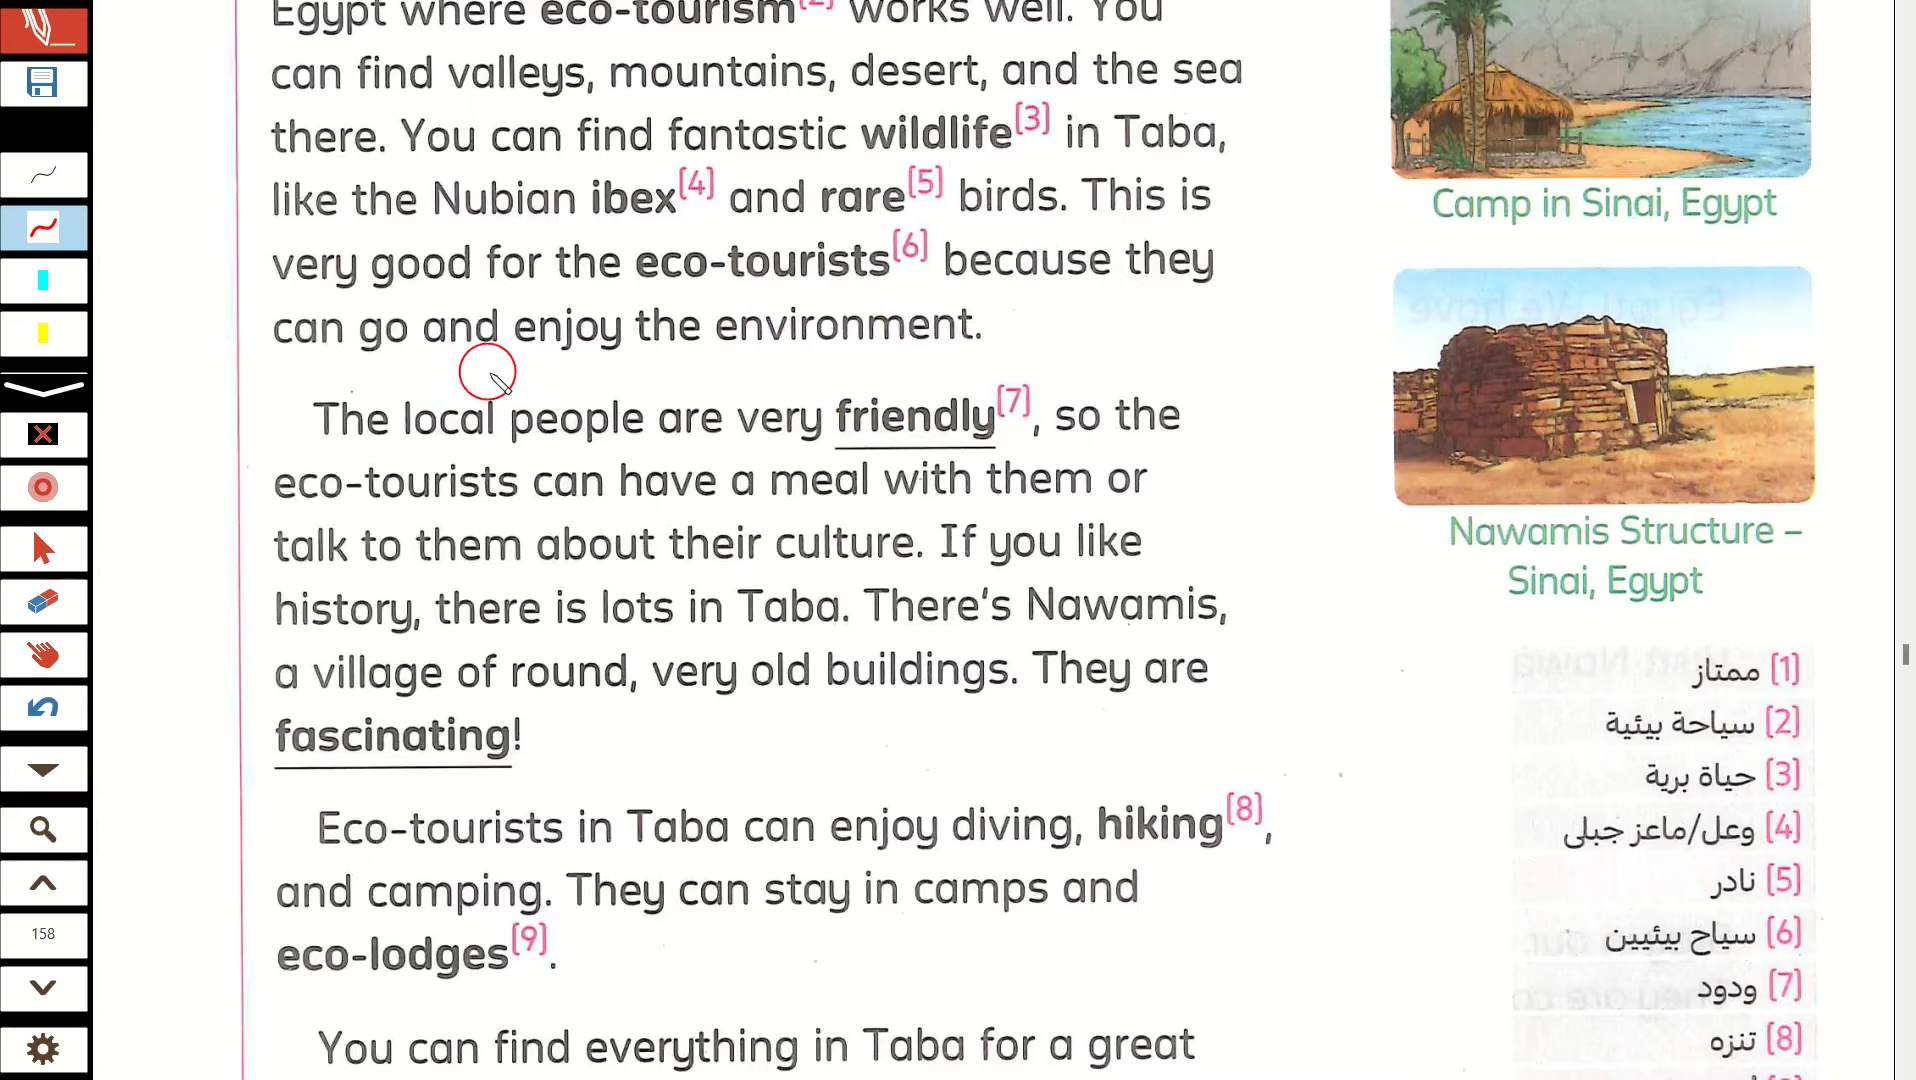 Egypt where eco-tourism[2] works well. You
can find valleys, mountains, desert, and the sea
there. You can find fantastic wildlife[3] in Taba,
like the Nubian ibex[4] and rare[5] birds. This is
very good for the eco-tourists[6] because they
can go and enjoy the environment.
The local people are very friendly[7], so the
eco-tourists can have a meal with them or
talk to them about their culture. If you like
history, there is lots in Taba. There's Nawamis,
a village of round, very old buildings. They are
fascinating!
Eco-tourists in Taba can enjoy diving, hiking[8],
and camping. They can stay in camps and
eco-lodges[9].
You can find everything in Taba for a great
Camp in Sinai, Egypt
Nawamis Structure –
Sinai, Egypt
[1] ممتاز
[2] سياحة بيئية
[3] حياة برية
[4] وعل/ماعز جبلى
[5] نادر
[6] سياح بيئيين
[7] ودود
[8] تنزه
158